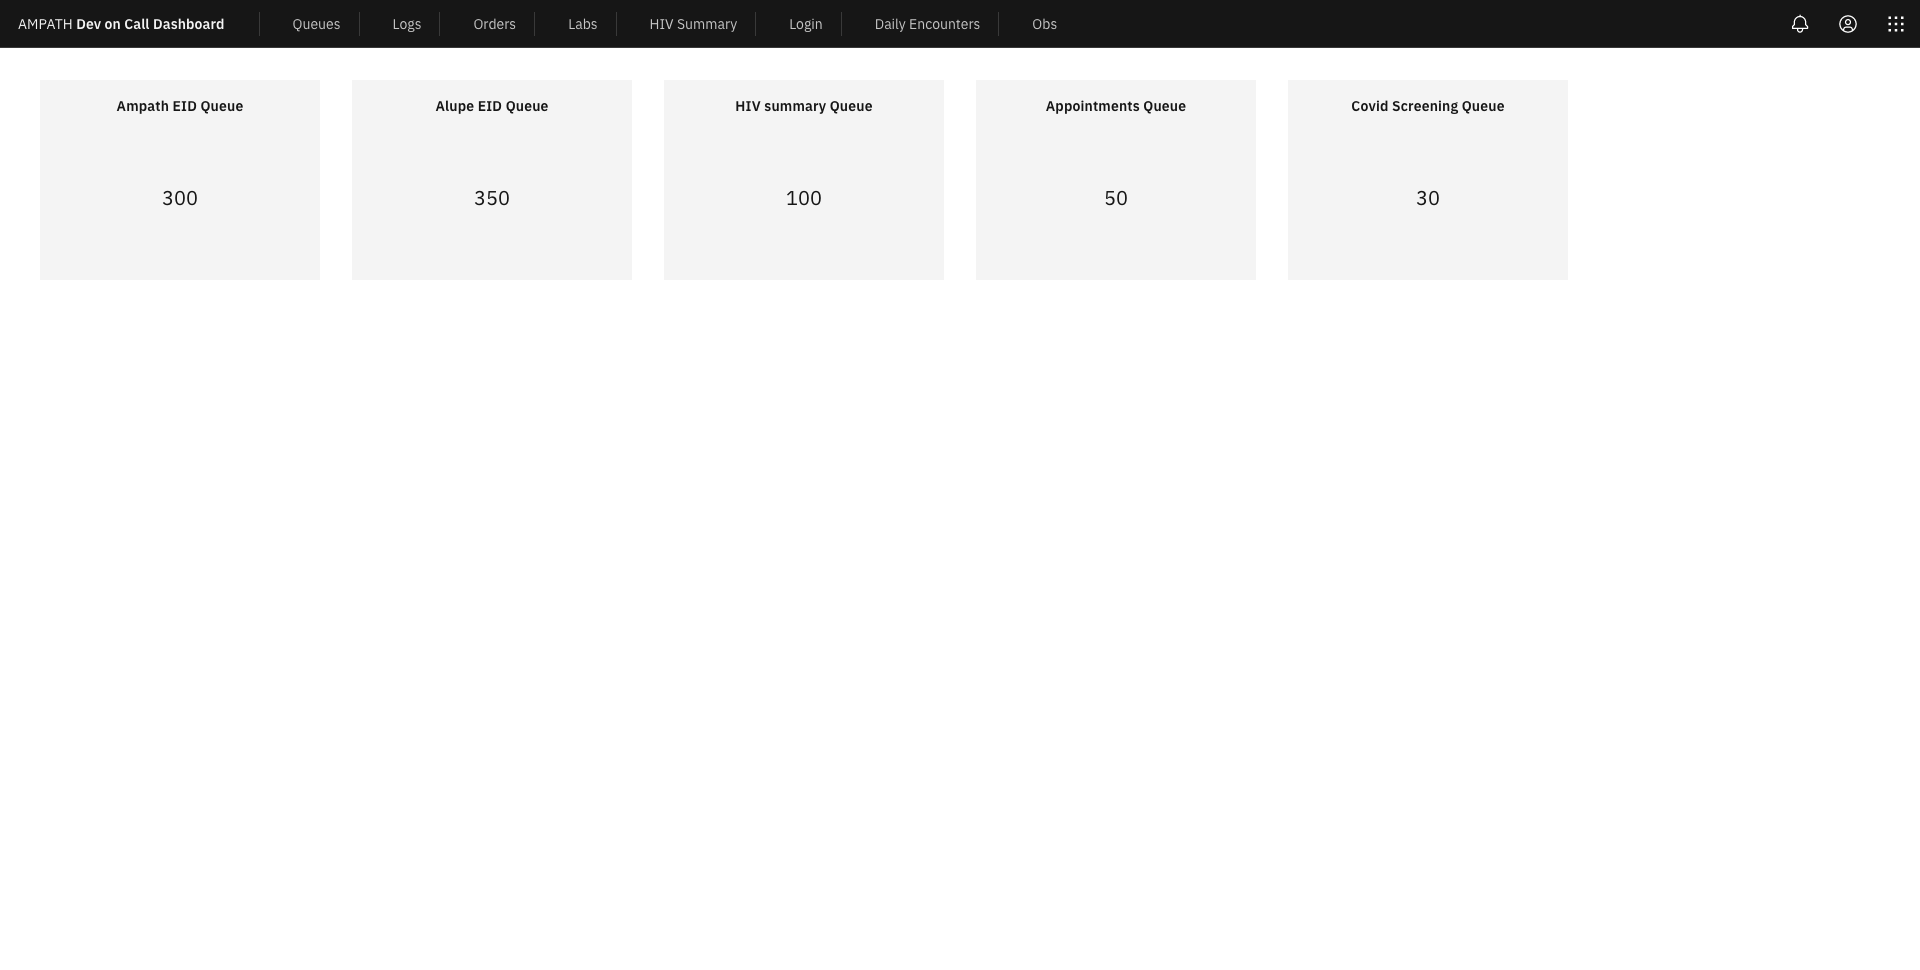 AMPATH Dev on Call Dashboard Queues Logs Orders Labs HIV Summary Login Daily Encounters Obs
Ampath EID Queue
300
Alupe EID Queue
350
HIV summary Queue
100
Appointments Queue
50
Covid Screening Queue
30